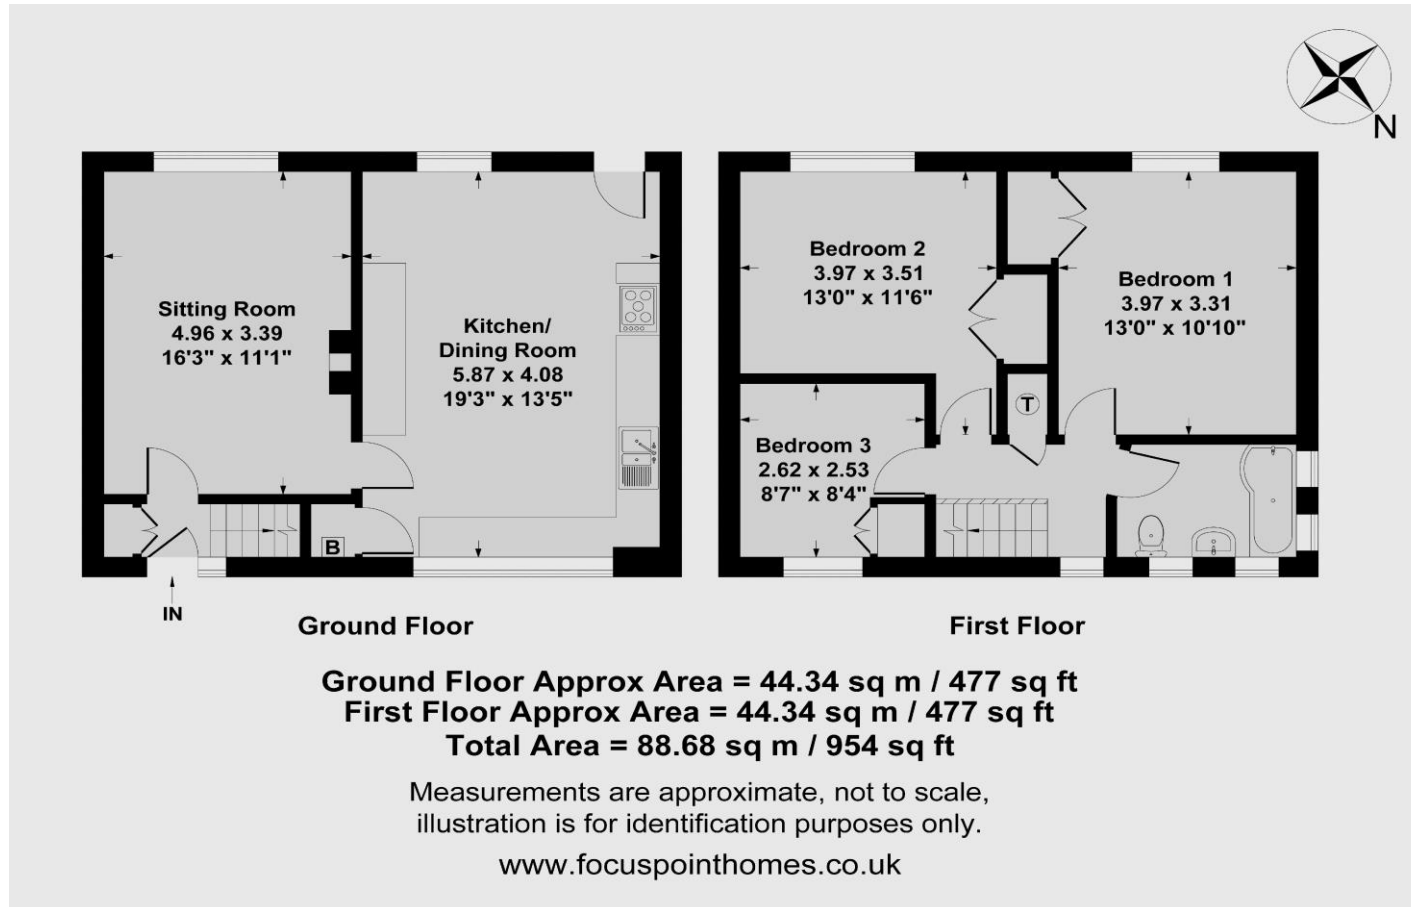 N
Sitting Room
4.96 x 3.39
16'3" x 11'1"
Kitchen/
Dining Room
5.87 x 4.08
19'3" x 13'5"
B
IN
Ground Floor
Bedroom 2
3.97 x 3.51
13'0" x 11'6"
Bedroom 1
3.97 x 3.31
13'0" x 10'10"
T
Bedroom 3
2.62 x 2.53
8'7" x 8'4"
First Floor
Ground Floor Approx Area = 44.34 sq m / 477 sq ft
First Floor Approx Area = 44.34 sq m / 477 sq ft
Total Area = 88.68 sq m / 954 sq ft
Measurements are approximate, not to scale,
illustration is for identification purposes only.
www.focuspointhomes.co.uk